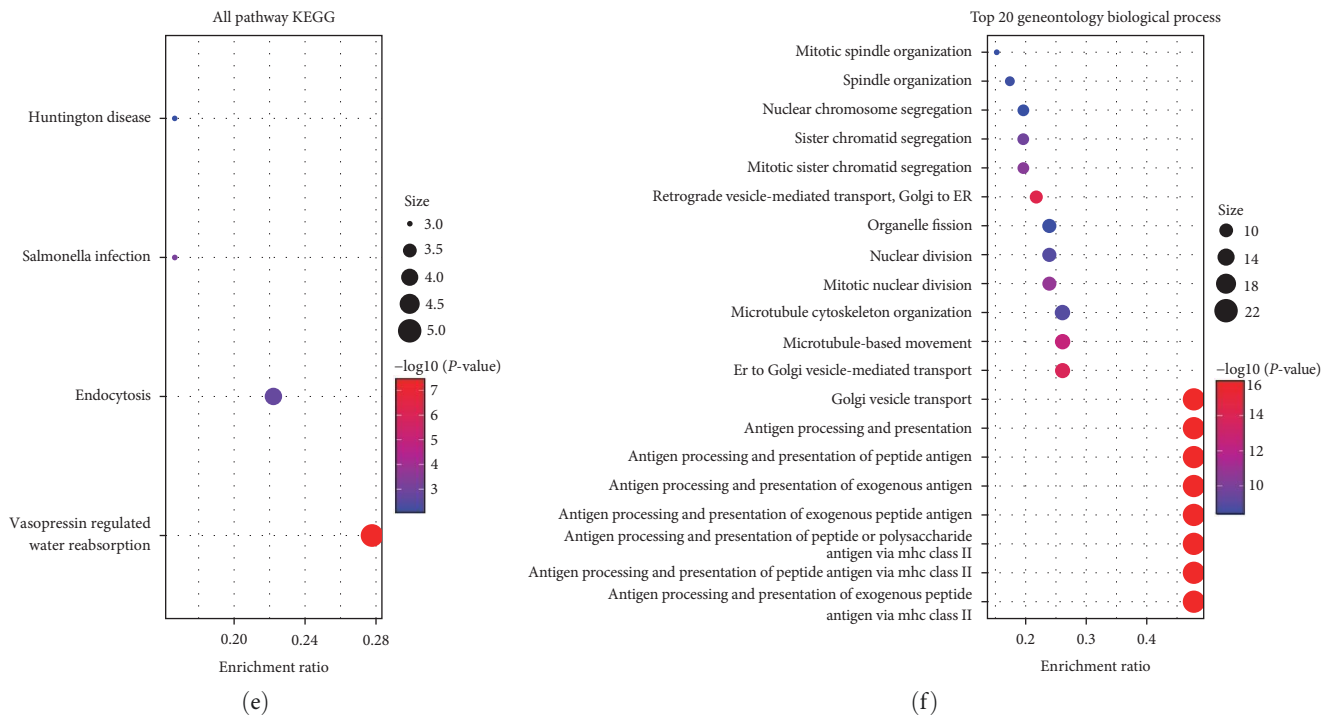 All pathway KEGG
Huntington disease
Salmonella infection
Endocytosis
Vasopressin regulated
water reabsorption
0.20
0.24
0.28
Enrichment ratio
Size
3.0
3.5
4.0
4.5
5.0
−log10 (P-value)
7
6
5
4
3
(e)
Top 20 geneontology biological process
Mitotic spindle organization
Spindle organization
Nuclear chromosome segregation
Sister chromatid segregation
Mitotic sister chromatid segregation
Retrograde vesicle-mediated transport, Golgi to ER
Organelle fission
Nuclear division
Mitotic nuclear division
Microtubule cytoskeleton organization
Microtubule-based movement
Er to Golgi vesicle-mediated transport
Golgi vesicle transport
Antigen processing and presentation
Antigen processing and presentation of peptide antigen
Antigen processing and presentation of exogenous antigen
Antigen processing and presentation of exogenous peptide antigen
Antigen processing and presentation of peptide or polysaccharide
antigen via mhc class II
Antigen processing and presentation of peptide antigen via mhc class II
Antigen processing and presentation of exogenous peptide
antigen via mhc class II
0.2
0.3
0.4
Enrichment ratio
Size
10
14
18
22
−log10 (P-value)
16
14
12
10
(f)